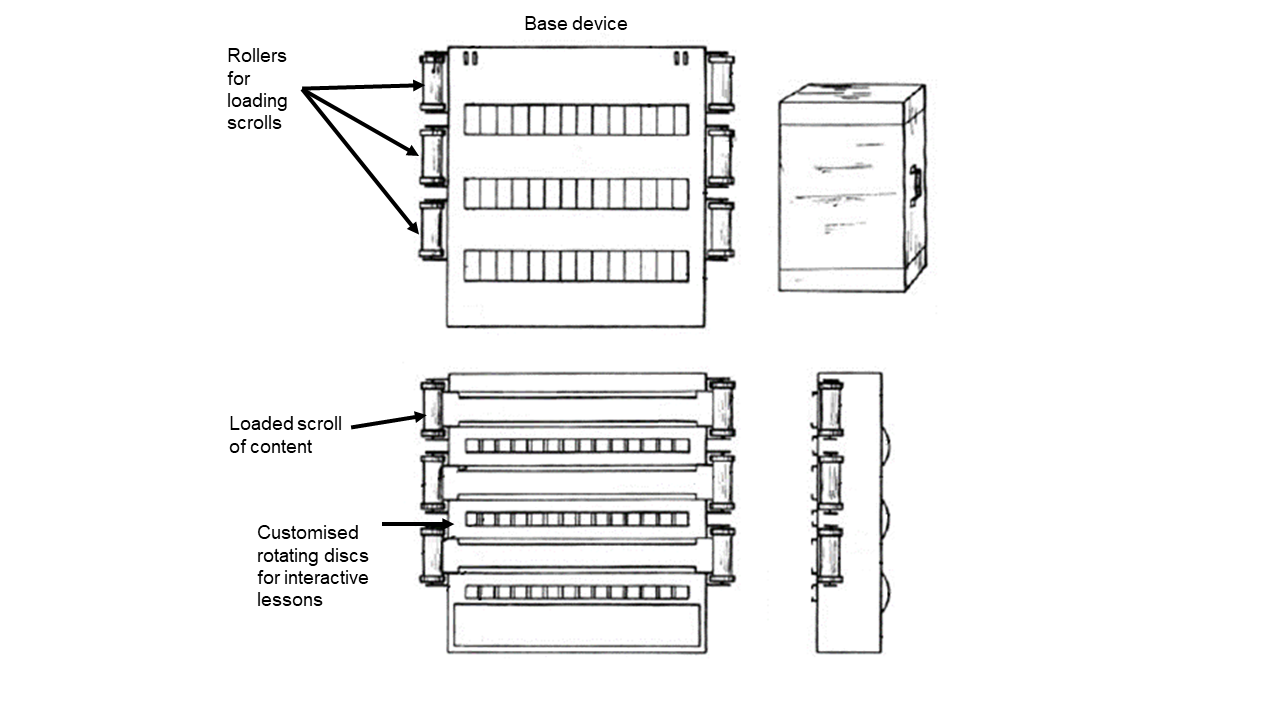 Base device
Rollers
for
loading
scrolls
Loaded scroll
of content
Customised
rotating discs
for interactive
lessons